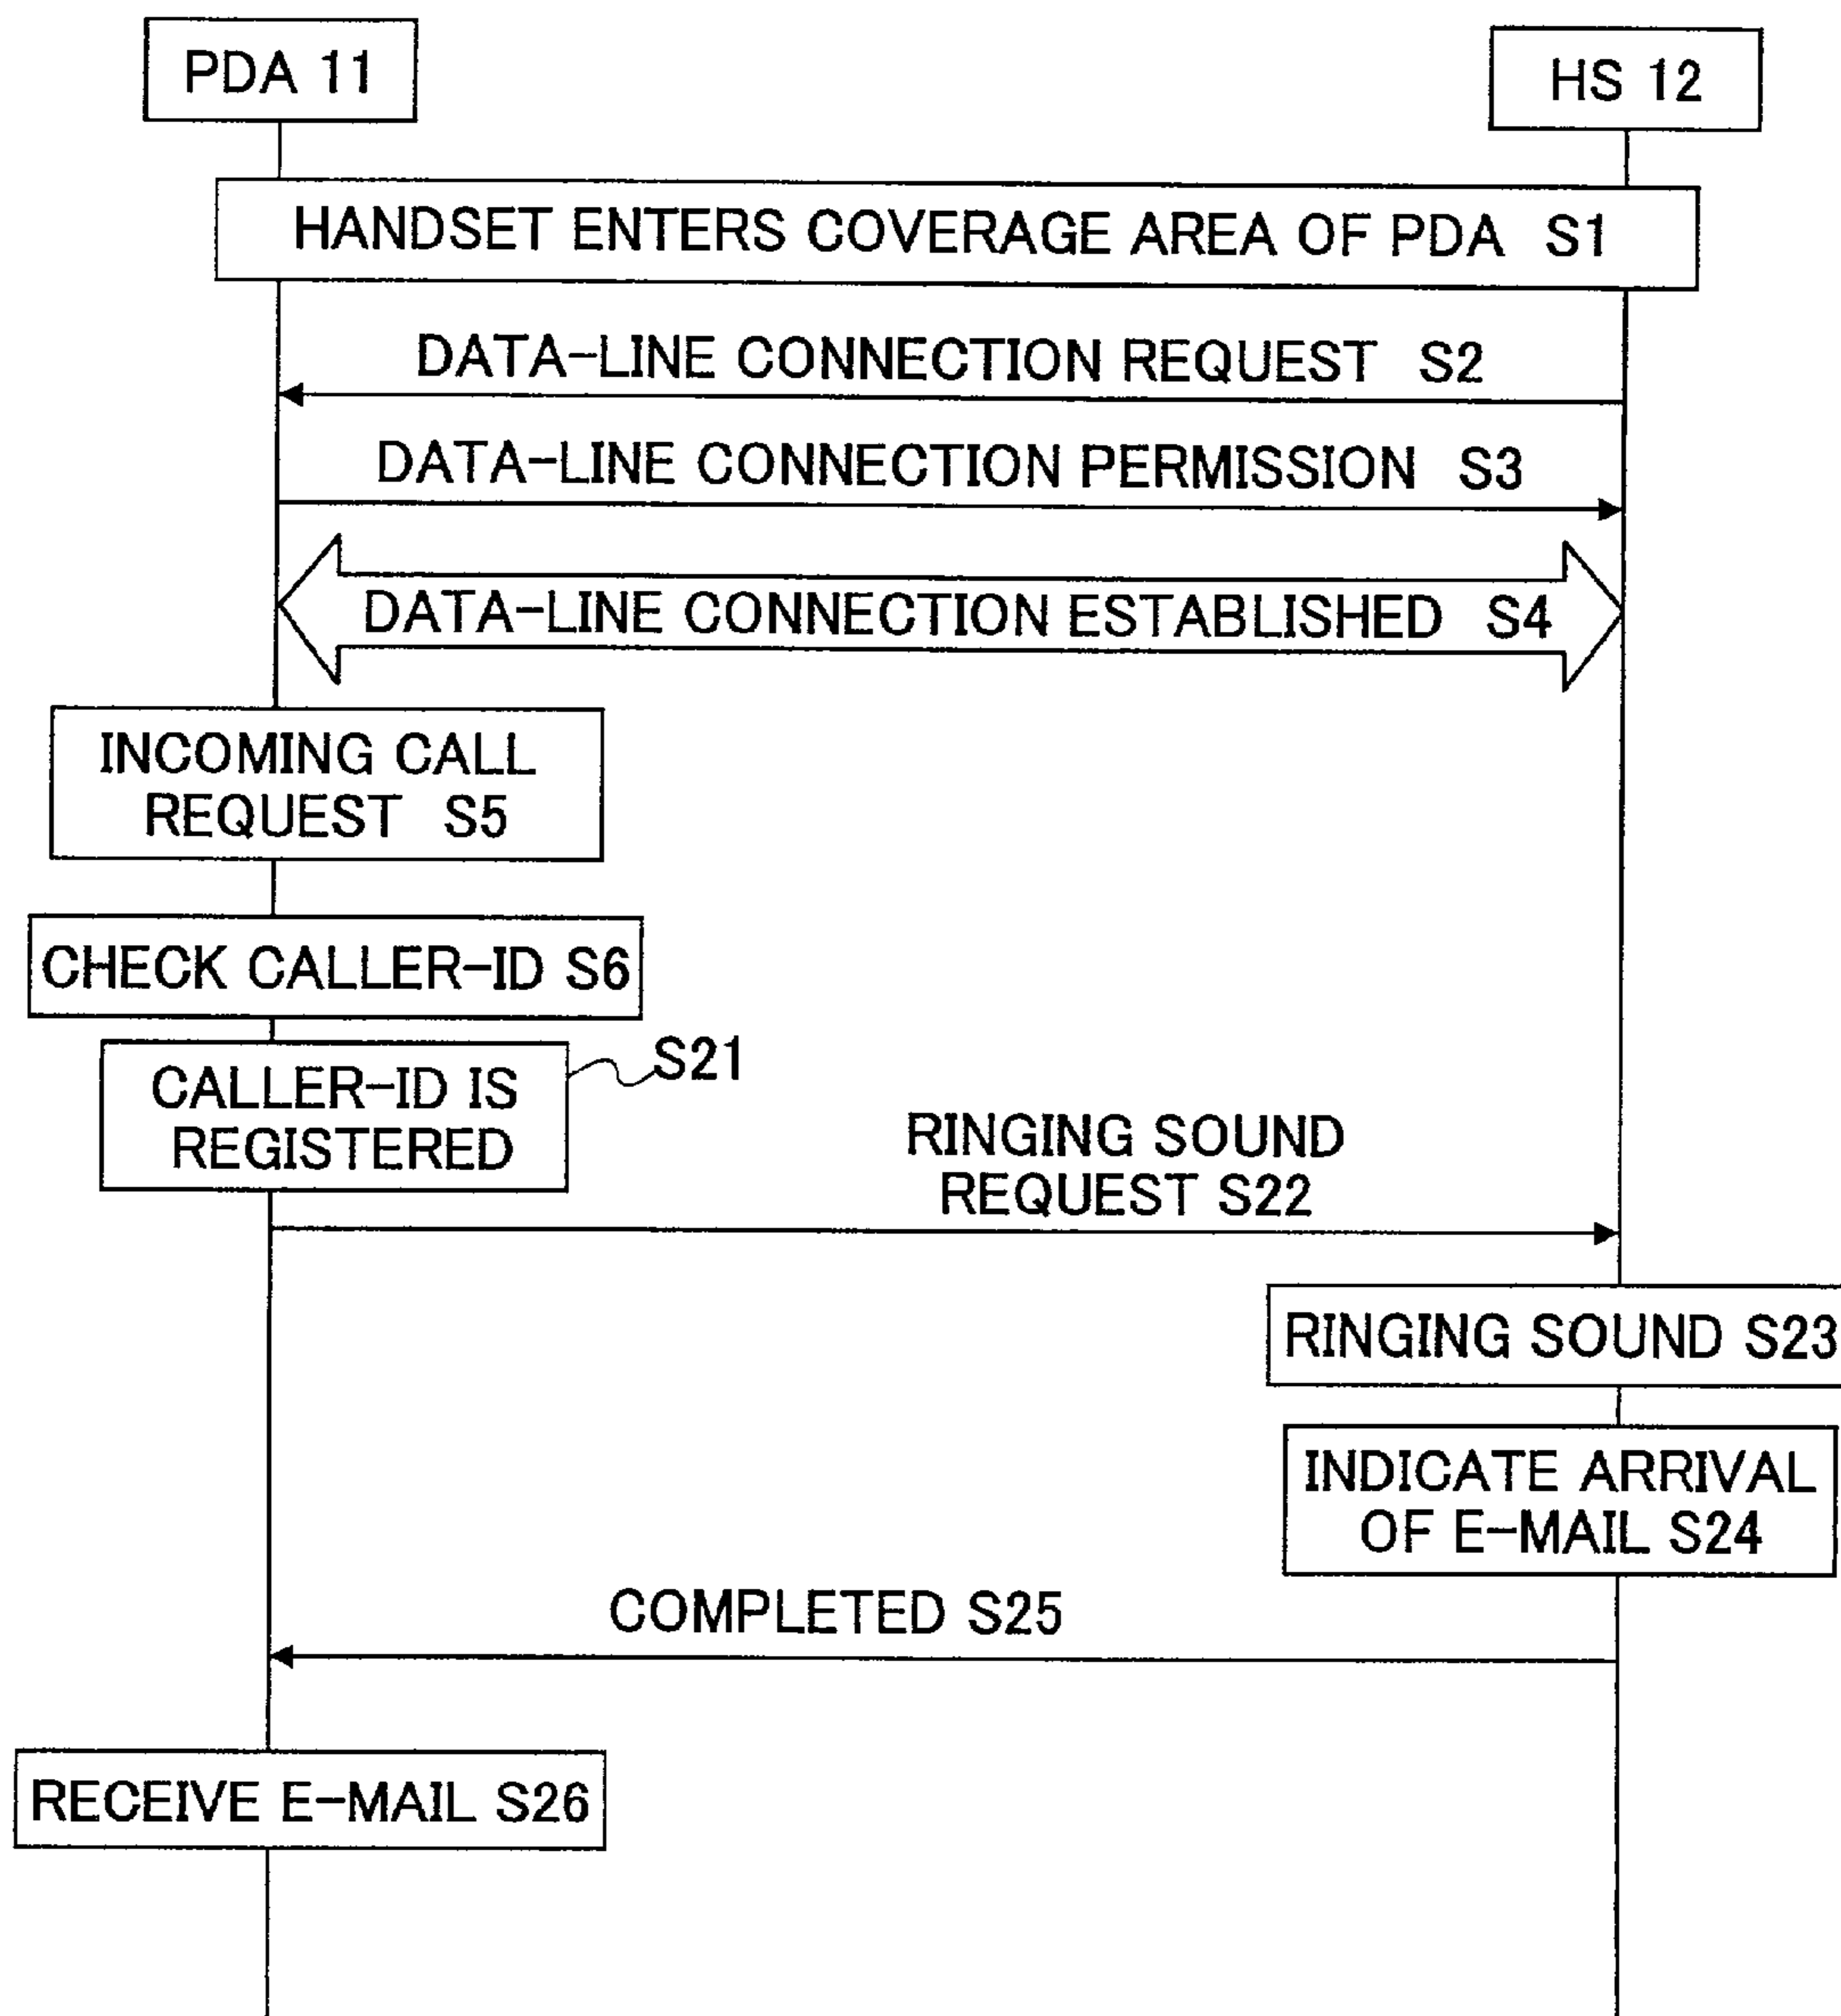 PDA 11
HS 12
HANDSET ENTERS COVERAGE AREA OF PDA S1
DATA-LINE CONNECTION REQUEST S2
DATA-LINE CONNECTION PERMISSION S3
DATA-LINE CONNECTION ESTABLISHED S4
INCOMING CALL
REQUEST S5
CHECK CALLER-ID S6
CALLER-ID IS
REGISTERED
S21
RINGING SOUND
REQUEST S22
RINGING SOUND S23
INDICATE ARRIVAL
OF E-MAIL S24
COMPLETED S25
RECEIVE E-MAIL S26